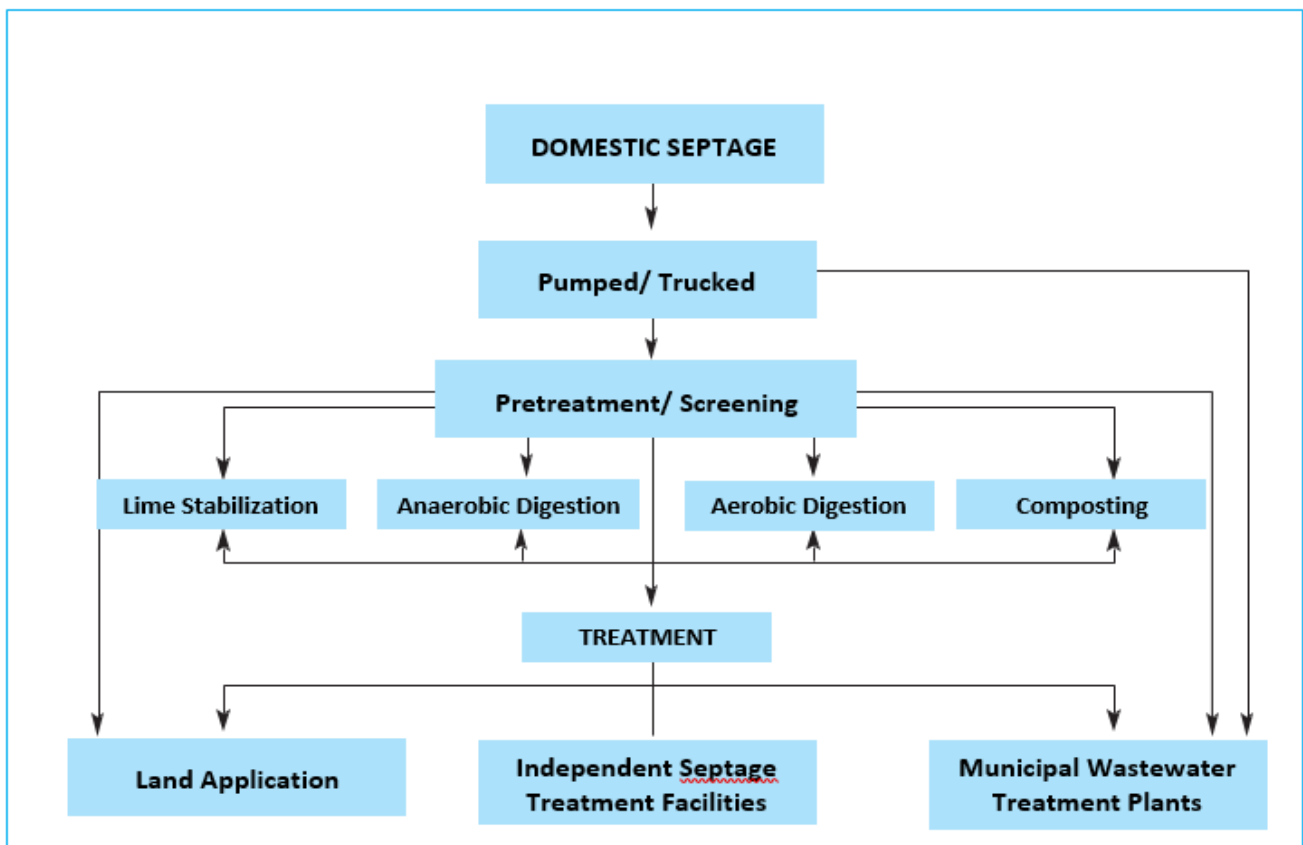 DOMESTIC SEPTAGE
Pumped/ Trucked
Pretreatment/ Screening
Lime Stabilization
Anaerobic Digestion
Aerobic Digestion
Composting
TREATMENT
Land Application
Independent Septage
Treatment Facilities
Municipal Wastewater
Treatment Plants